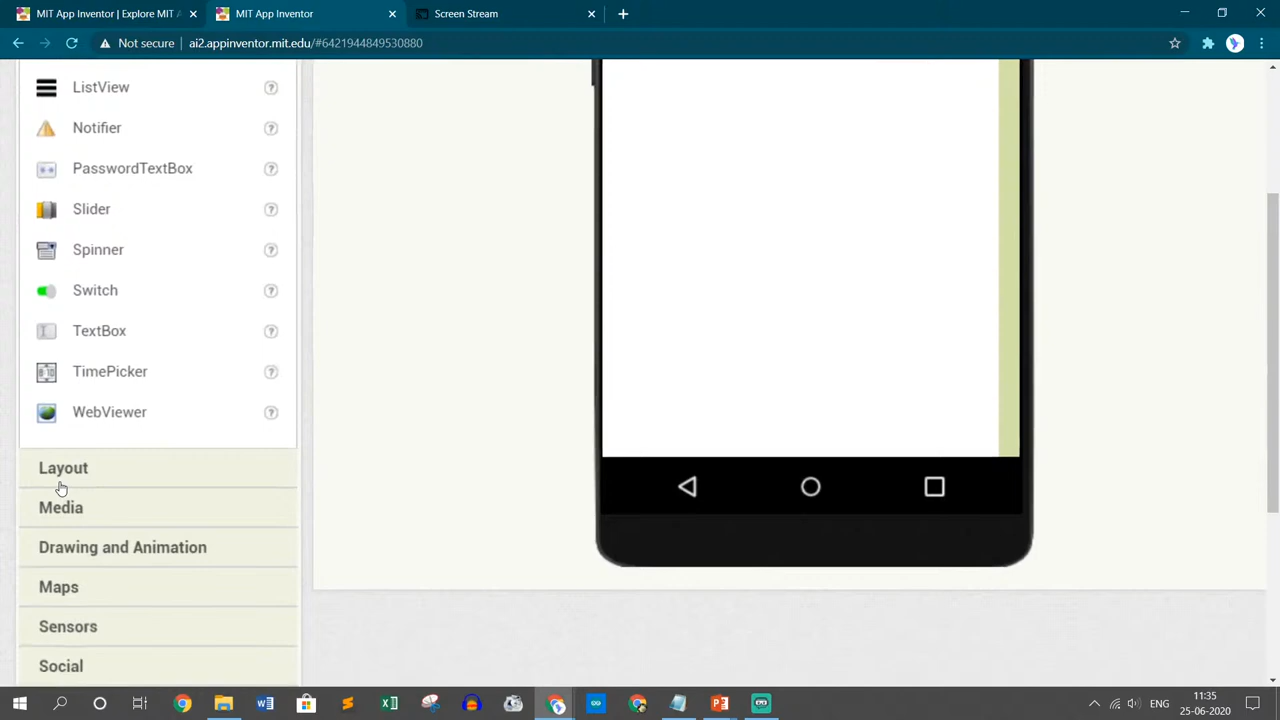 MIT App Inventor | Explore MIT A
MIT App Inventor
Screen Stream
Not secure
ai2.appinventor.mit.edu/#6421944849530880
ListView
?
Notifier
?
PasswordTextBox
?
Slider
?
Spinner
?
Switch
?
TextBox
?
TimePicker
?
WebViewer
?
Layout
Media
Drawing and Animation
Maps
Sensors
Social
ENG
11:35
25-06-2020